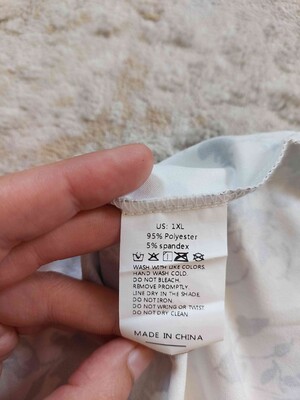 US: 1XL
95% Polyester
5% spandex
WASH WITH LIKE COLORS
HAND WASH COLD.
DO NOT BLEACH.
REMOVE PROMPTLY.
LINE DRY IN THE SHADE.
DO NOT IRON.
DO NOT WRING OR TWIST.
DO NOT DRY CLEAN.
MADE IN CHINA